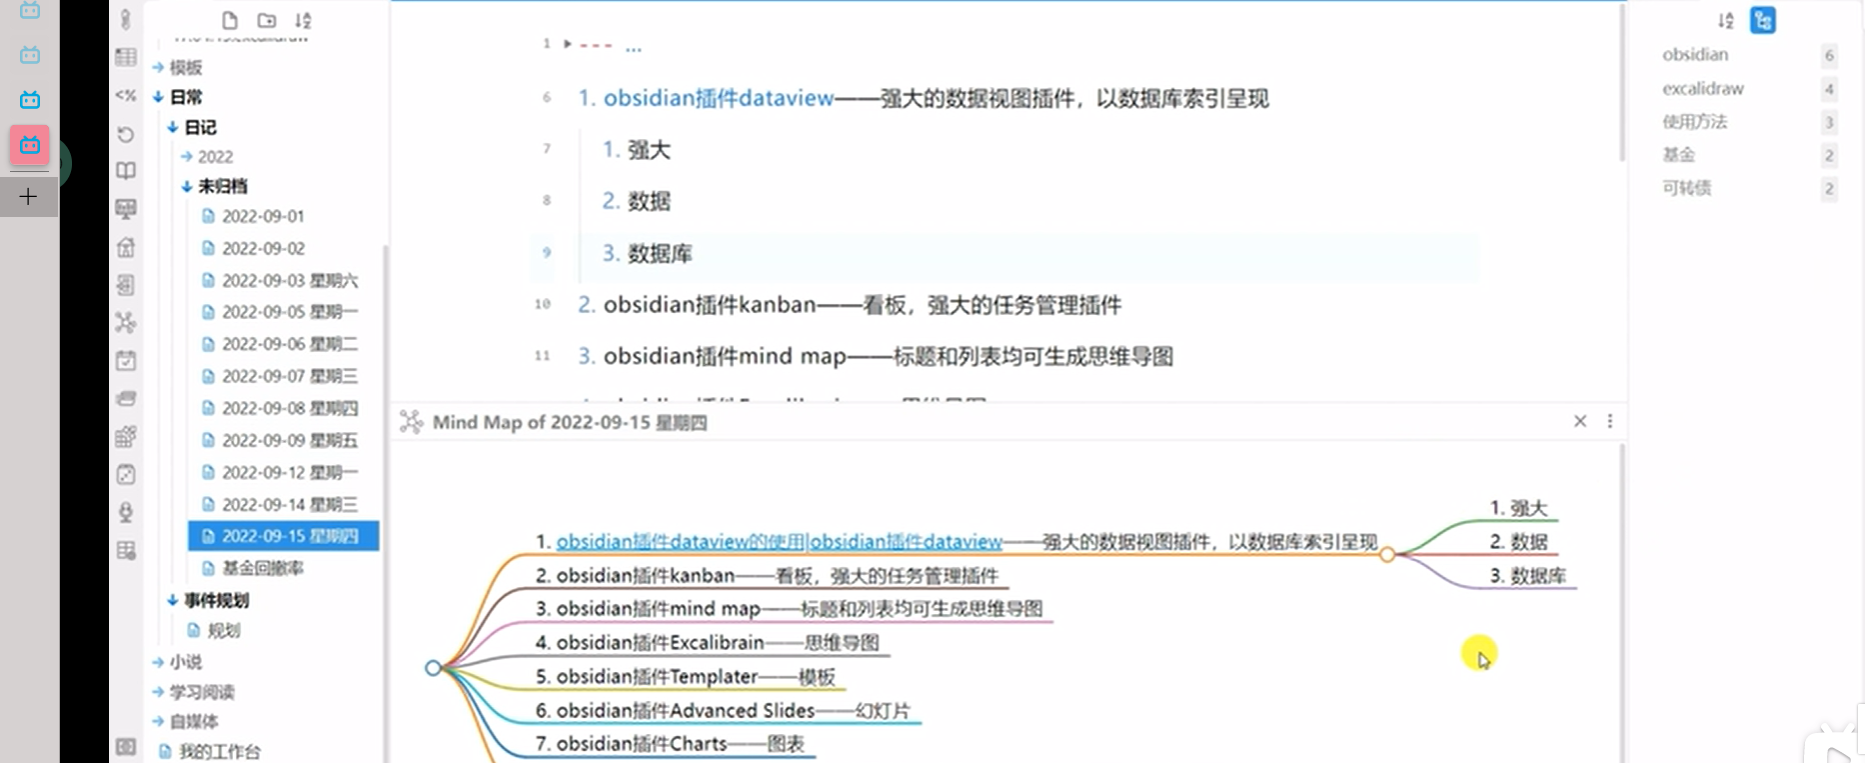 模板
日常
日记
2022
未归档
2022-09-01
2022-09-02
2022-09-03 星期六
2022-09-05 星期一
2022-09-06 星期二
2022-09-07 星期三
2022-09-08 星期四
2022-09-09 星期五
2022-09-12 星期一
2022-09-14 星期三
2022-09-15 星期四
基金回撤率
事件规划
规划
小说
学习阅读
自媒体
我的工作台
1 --- ...
6 1. obsidian插件dataview——强大的数据视图插件，以数据库索引呈现
7 1. 强大
8 2. 数据
9 3. 数据库
10 2. obsidian插件kanban——看板，强大的任务管理插件
11 3. obsidian插件mind map——标题和列表均可生成思维导图
Mind Map of 2022-09-15 星期四
1. obsidian插件dataview的使用|obsidian插件dataview——强大的数据视图插件，以数据库索引呈现
1. 强大
2. 数据
3. 数据库
2. obsidian插件kanban——看板，强大的任务管理插件
3. obsidian插件mind map——标题和列表均可生成思维导图
4. obsidian插件Excalibrain——思维导图
5. obsidian插件Templater——模板
6. obsidian插件Advanced Slides——幻灯片
7. obsidian插件Charts——图表
obsidian 6
excalidraw 4
使用方法 3
基金 2
可转债 2